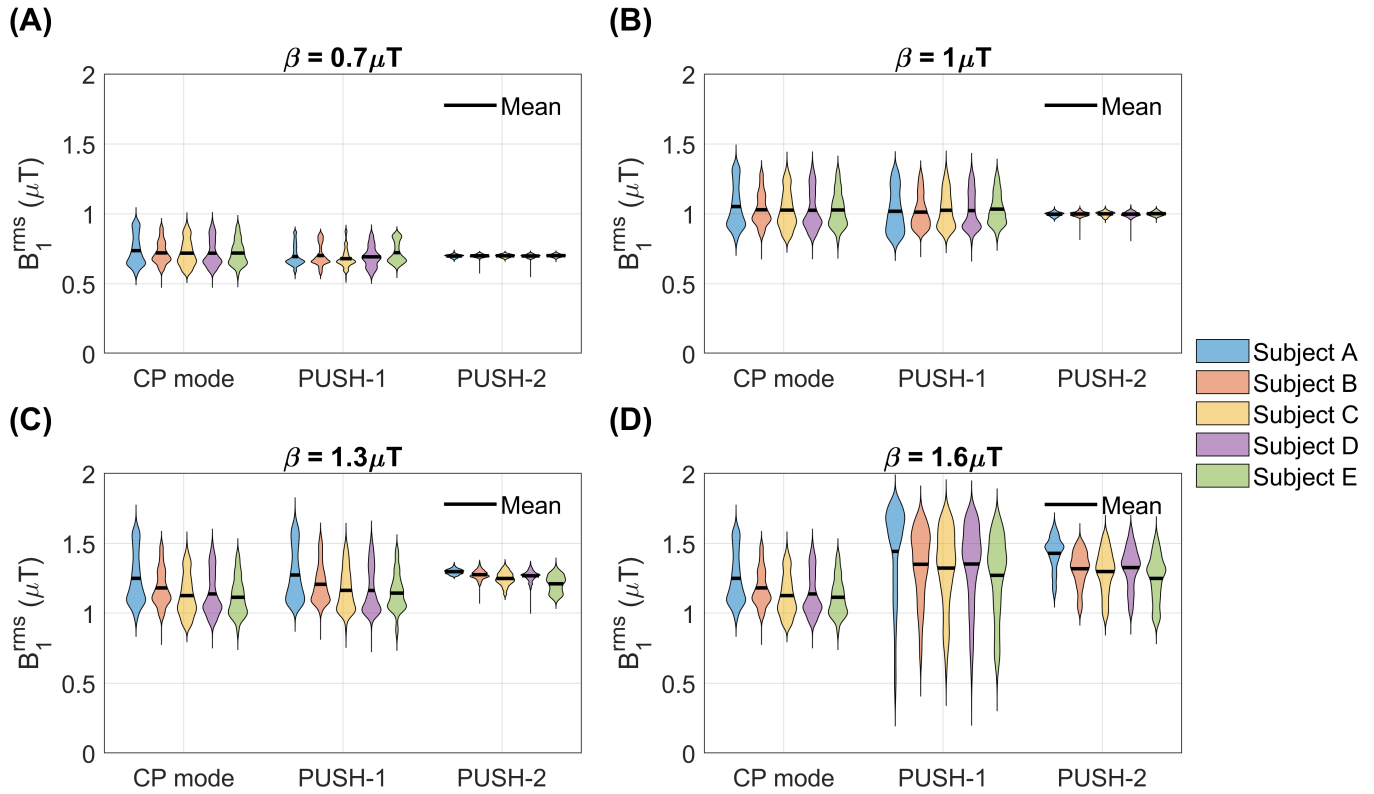 (A)
β = 0.7μT
2
1.5
1
0.5
0
B₁ʳᵐˢ (μT)
Mean
CP mode PUSH-1 PUSH-2
(B)
β = 1μT
2
1.5
1
0.5
0
B₁ʳᵐˢ (μT)
Mean
CP mode PUSH-1 PUSH-2
Subject A
Subject B
Subject C
Subject D
Subject E
(C)
β = 1.3μT
2
1.5
1
0.5
0
B₁ʳᵐˢ (μT)
Mean
CP mode PUSH-1 PUSH-2
(D)
β = 1.6μT
2
1.5
1
0.5
0
B₁ʳᵐˢ (μT)
Mean
CP mode PUSH-1 PUSH-2